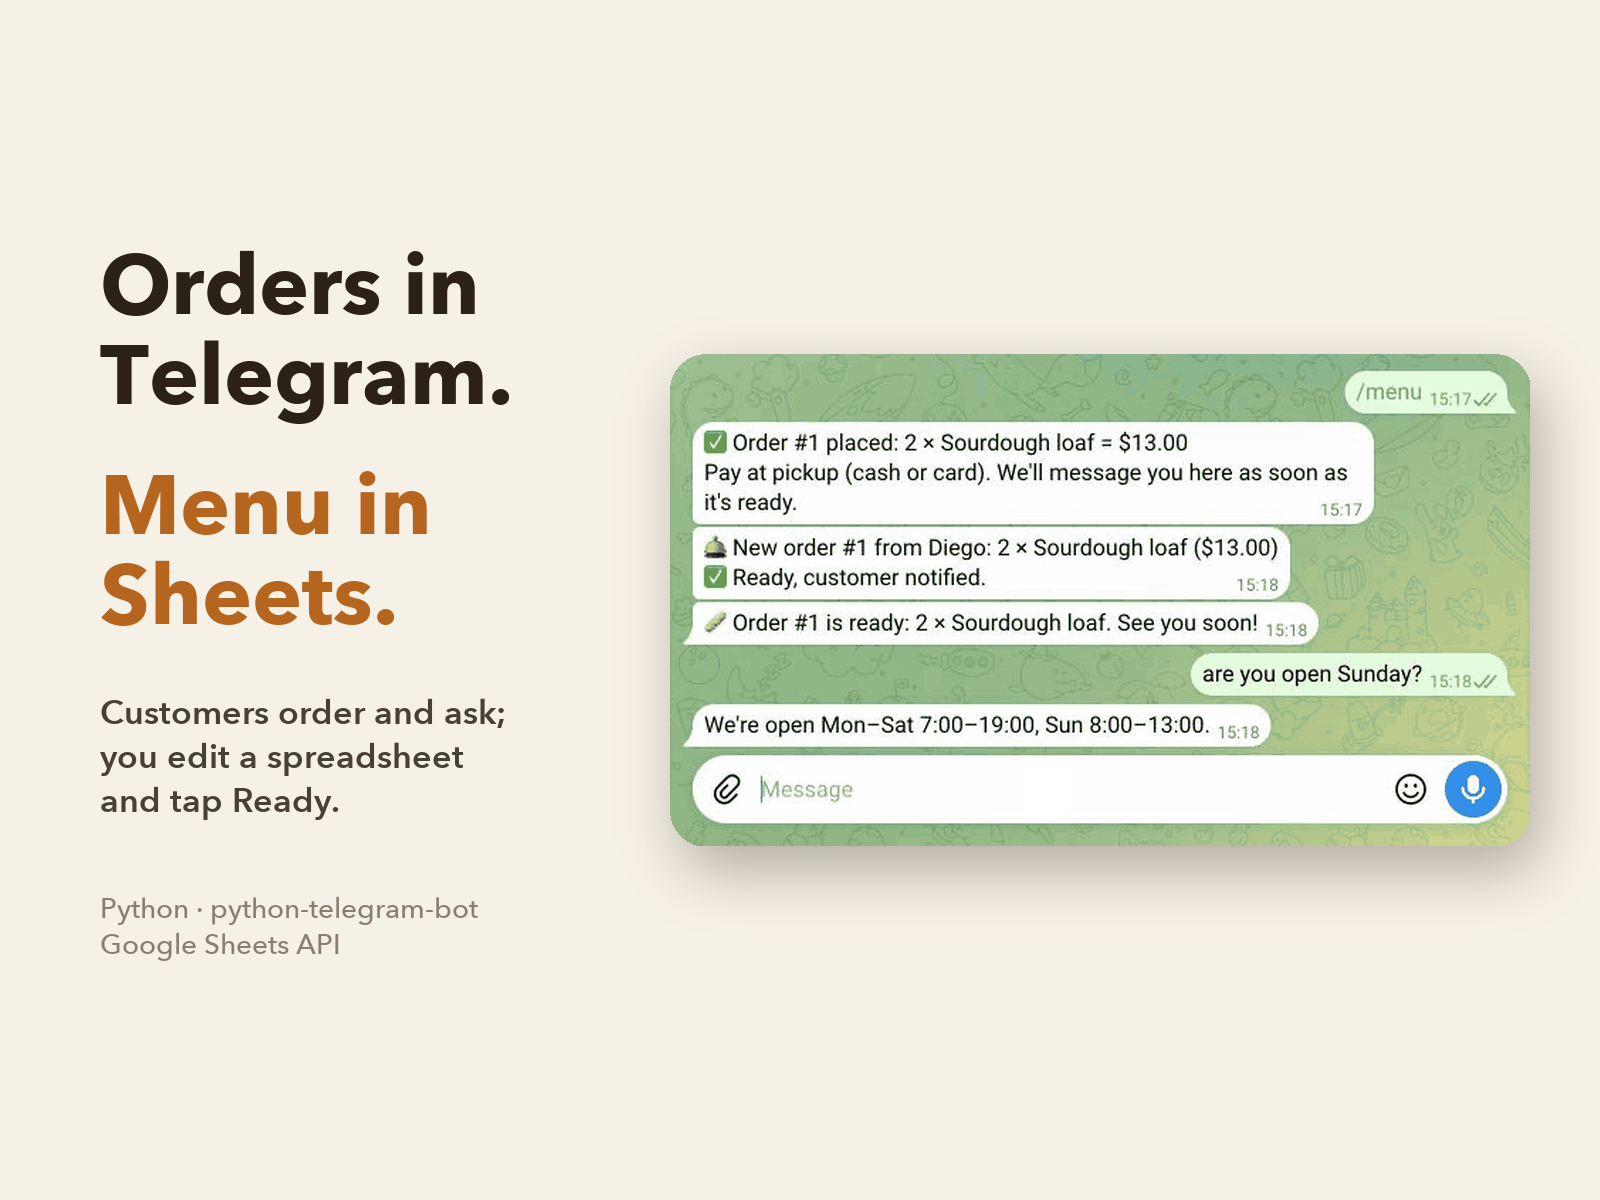 Orders in
Telegram.
Menu in
Sheets.
Customers order and ask;
you edit a spreadsheet
and tap Ready.
Python · python-telegram-bot
Google Sheets API
/menu 15:17
✅ Order #1 placed: 2 × Sourdough loaf = $13.00
Pay at pickup (cash or card). We'll message you here as soon as
it's ready. 15:17
🛎️ New order #1 from Diego: 2 × Sourdough loaf ($13.00)
✅ Ready, customer notified. 15:18
🥖 Order #1 is ready: 2 × Sourdough loaf. See you soon! 15:18
are you open Sunday? 15:18
We're open Mon–Sat 7:00–19:00, Sun 8:00–13:00. 15:18
Message